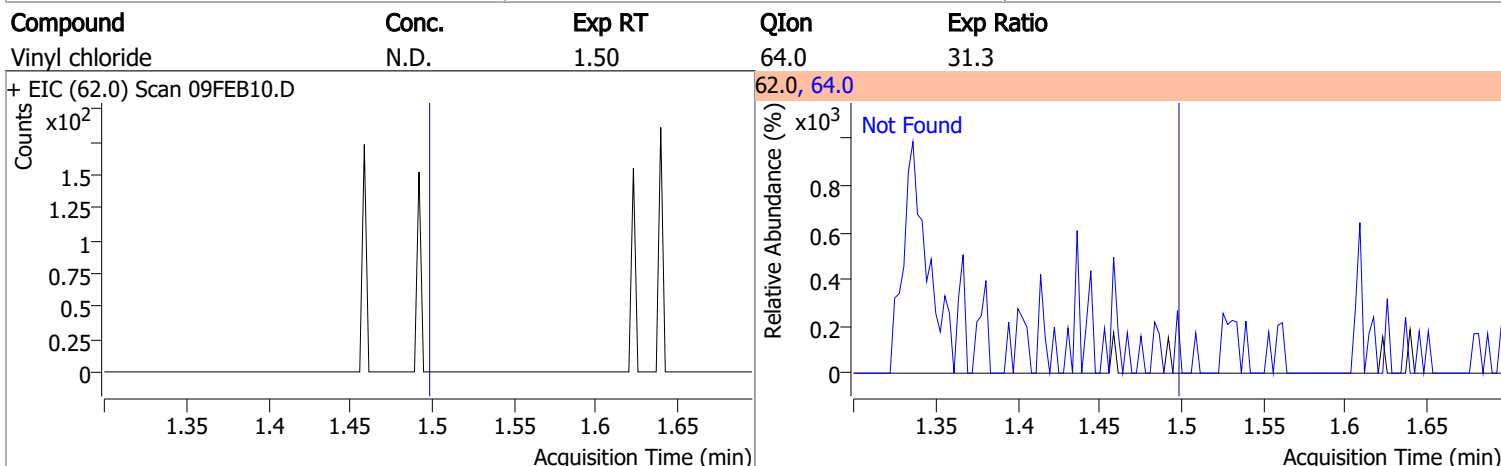 Compound Conc. Exp RT QIon Exp Ratio
Vinyl chloride N.D. 1.50 64.0 31.3
+ EIC (62.0) Scan 09FEB10.D
Counts
x10²
1.5
1.25
1
0.75
0.5
0.25
0
1.35 1.4 1.45 1.5 1.55 1.6 1.65
Acquisition Time (min)
62.0, 64.0
Relative Abundance (%)
x10³
Not Found
0.8
0.6
0.4
0.2
0
1.35 1.4 1.45 1.5 1.55 1.6 1.65
Acquisition Time (min)